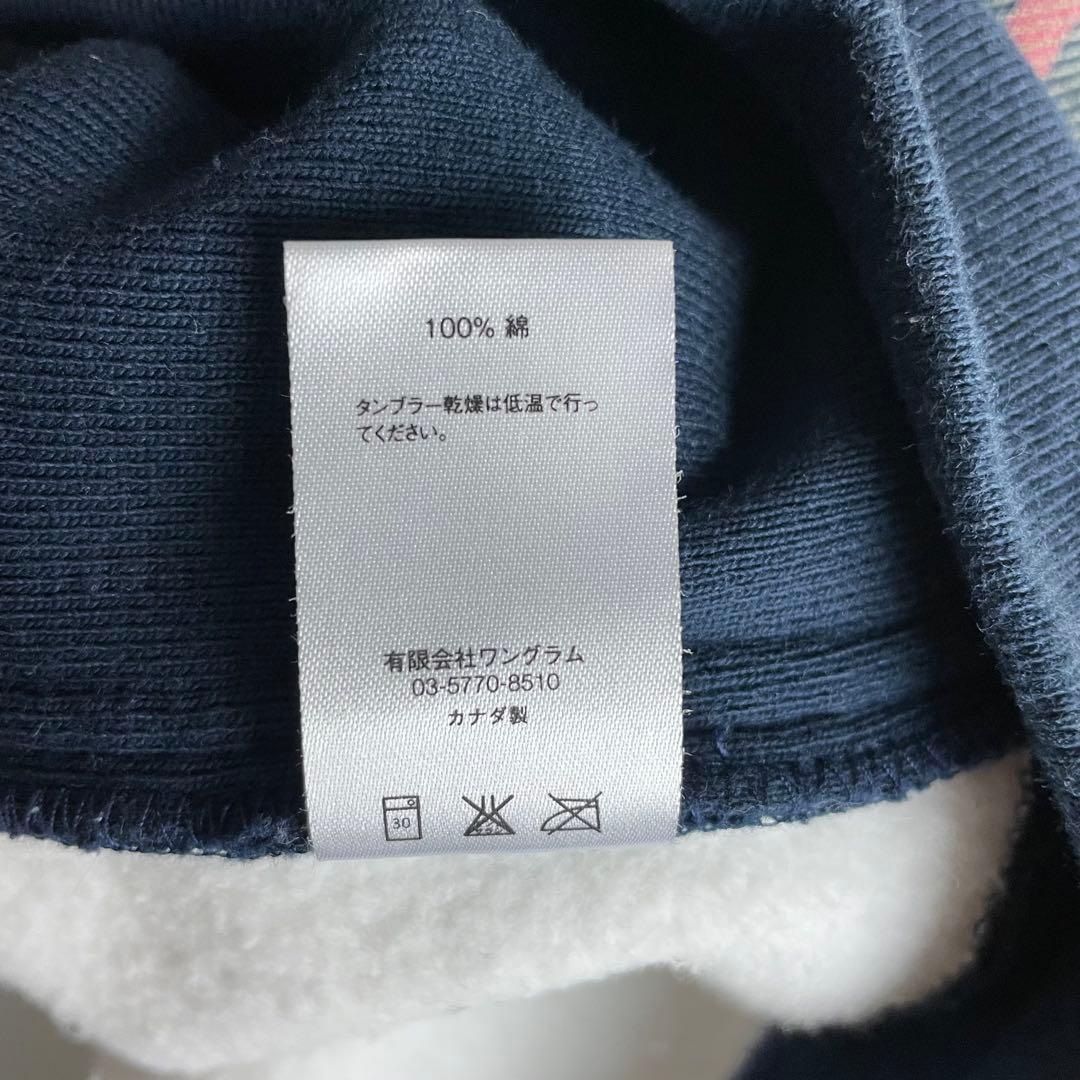 100% 綿
タンブラー乾燥は低温で行っ
てください。
有限会社ワングラム
03-5770-8510
カナダ製
30